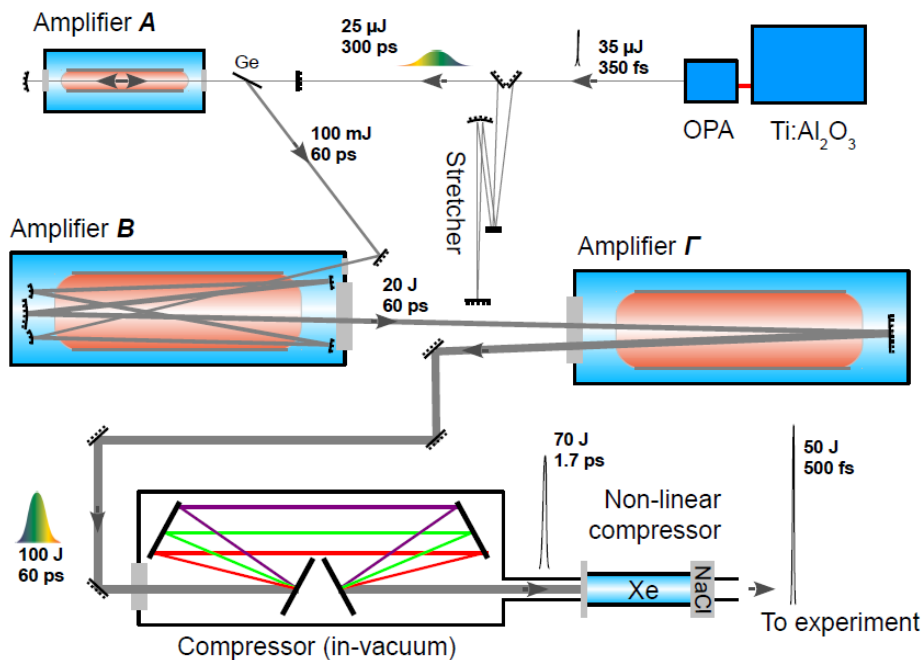 Amplifier A
Ge
25 µJ
300 ps
35 µJ
350 fs
OPA
Ti:Al₂O₃
100 mJ
60 ps
Stretcher
Amplifier B
20 J
60 ps
Amplifier Γ
100 J
60 ps
Compressor (in-vacuum)
70 J
1.7 ps
Non-linear
compressor
Xe
NaCl
50 J
500 fs
To experiment